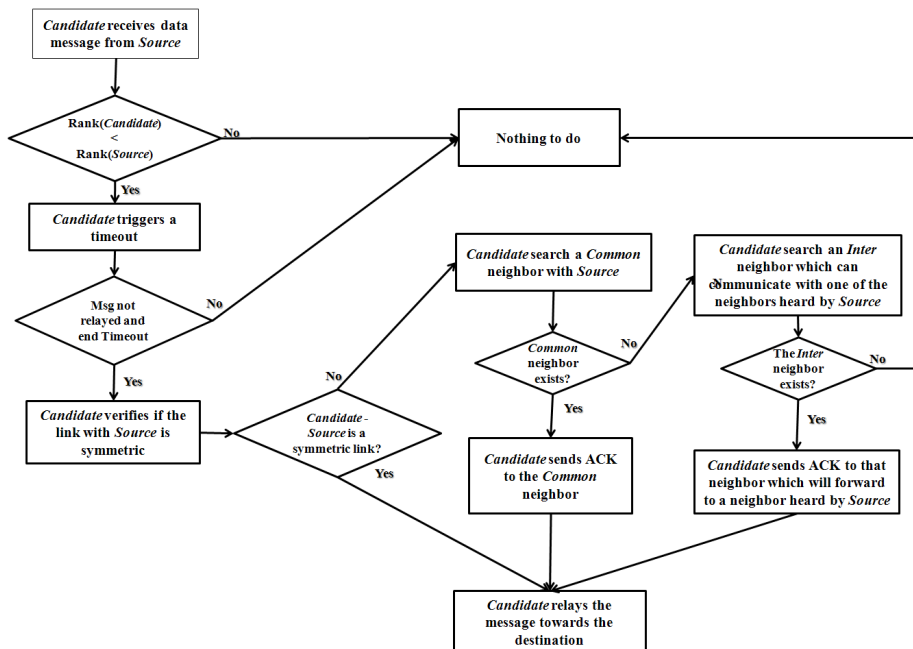 Candidate receives data
message from Source
Rank(Candidate)
<
Rank(Source)
No
Nothing to do
Yes
Candidate triggers a
timeout
Msg not
relayed and
end Timeout
No
Yes
Candidate verifies if the
link with Source is
symmetric
Candidate -
Source is a
symmetric link?
No
Yes
Candidate search a Common
neighbor with Source
Common
neighbor
exists?
No
Yes
Candidate sends ACK
to the Common
neighbor
Candidate search an Inter
neighbor which can
communicate with one of the
neighbors heard by Source
No
The Inter
neighbor
exists?
No
Yes
Candidate sends ACK to that
neighbor which will forward
to a neighbor heard by Source
Candidate relays the
message towards the
destination